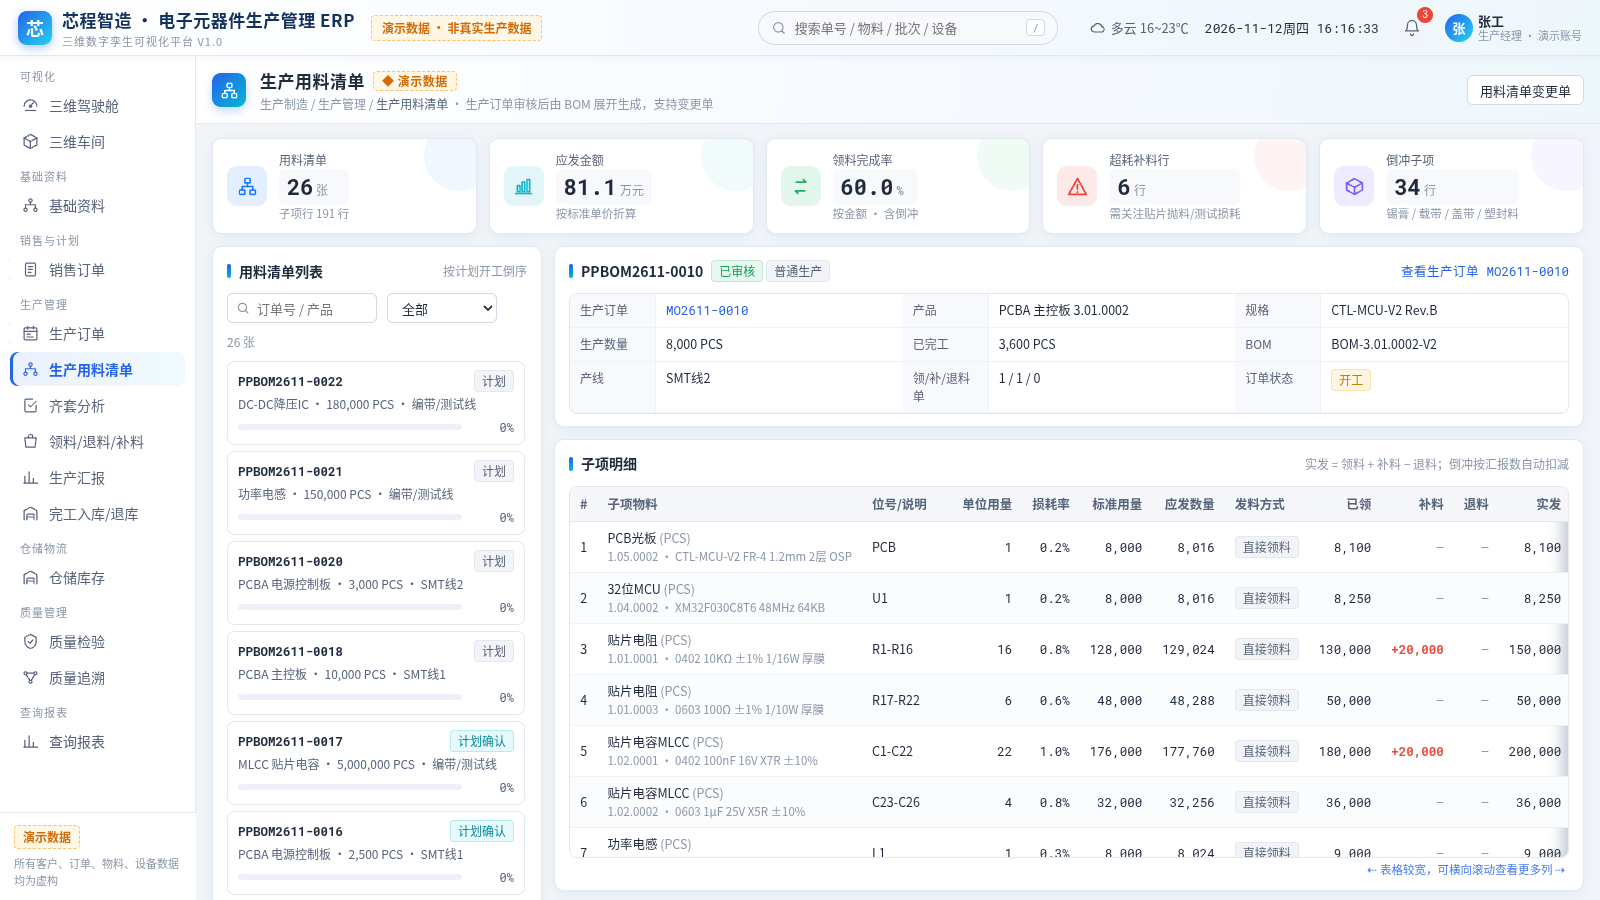 芯
芯程智造 · 电子元器件生产管理 ERP
三维数字孪生可视化平台 V1.0
演示数据 · 非真实生产数据
搜索单号 / 物料 / 批次 / 设备
/
多云 16~23℃
2026-11-12周四 16:16:33
3
张
张工
生产经理 · 演示账号
可视化
三维驾驶舱
三维车间
基础资料
基础资料
销售与计划
销售订单
生产管理
生产订单
生产用料清单
齐套分析
领料/退料/补料
生产汇报
完工入库/退库
仓储物流
仓储库存
质量管理
质量检验
质量追溯
查询报表
查询报表
演示数据
所有客户、订单、物料、设备数据
均为虚构
生产用料清单
◆ 演示数据
生产制造 / 生产管理 / 生产用料清单 · 生产订单审核后由 BOM 展开生成，支持变更单
用料清单变更单
用料清单
26 张
子项行 191 行
应发金额
81.1 万元
按标准单价折算
领料完成率
60.0 %
按金额 · 含倒冲
超耗补料行
6 行
需关注贴片抛料/测试损耗
倒冲子项
34 行
锡膏 / 载带 / 盖带 / 塑封料
用料清单列表
按计划开工倒序
订单号 / 产品
全部
26 张
PPBOM2611-0022 计划
DC-DC降压IC · 180,000 PCS · 编带/测试线
0%
PPBOM2611-0021 计划
功率电感 · 150,000 PCS · 编带/测试线
0%
PPBOM2611-0020 计划
PCBA 电源控制板 · 3,000 PCS · SMT线2
0%
PPBOM2611-0018 计划
PCBA 主控板 · 10,000 PCS · SMT线1
0%
PPBOM2611-0017 计划确认
MLCC 贴片电容 · 5,000,000 PCS · 编带/测试线
0%
PPBOM2611-0016 计划确认
PCBA 电源控制板 · 2,500 PCS · SMT线1
0%
PPBOM2611-0010 已审核 普通生产
查看生产订单 MO2611-0010
生产订单 MO2611-0010 产品 PCBA 主控板 3.01.0002 规格 CTL-MCU-V2 Rev.B
生产数量 8,000 PCS 已完工 3,600 PCS BOM BOM-3.01.0002-V2
产线 SMT线2 领/补/退料单 1 / 1 / 0 订单状态 开工
子项明细
实发 = 领料 + 补料 − 退料；倒冲按汇报数自动扣减
# 子项物料 位号/说明 单位用量 损耗率 标准用量 应发数量 发料方式 已领 补料 退料 实发
1 PCB光板 (PCS) PCB 1 0.2% 8,000 8,016 直接领料 8,100 – – 8,100
1.05.0002 · CTL-MCU-V2 FR-4 1.2mm 2层 OSP
2 32位MCU (PCS) U1 1 0.2% 8,000 8,016 直接领料 8,250 – – 8,250
1.04.0002 · XM32F030C8T6 48MHz 64KB
3 贴片电阻 (PCS) R1-R16 16 0.8% 128,000 129,024 直接领料 130,000 +20,000 – 150,000
1.01.0001 · 0402 10KΩ ±1% 1/16W 厚膜
4 贴片电阻 (PCS) R17-R22 6 0.6% 48,000 48,288 直接领料 50,000 – – 50,000
1.01.0003 · 0603 100Ω ±1% 1/10W 厚膜
5 贴片电容MLCC (PCS) C1-C22 22 1.0% 176,000 177,760 直接领料 180,000 +20,000 – 200,000
1.02.0001 · 0402 100nF 16V X7R ±10%
6 贴片电容MLCC (PCS) C23-C26 4 0.8% 32,000 32,256 直接领料 36,000 – – 36,000
1.02.0002 · 0603 1μF 25V X5R ±10%
7 功率电感 (PCS) L1 1 0.3% 8,000 8,024 直接领料 9,000 – – 9,000
⇠ 表格较宽，可横向滚动查看更多列 ⇢